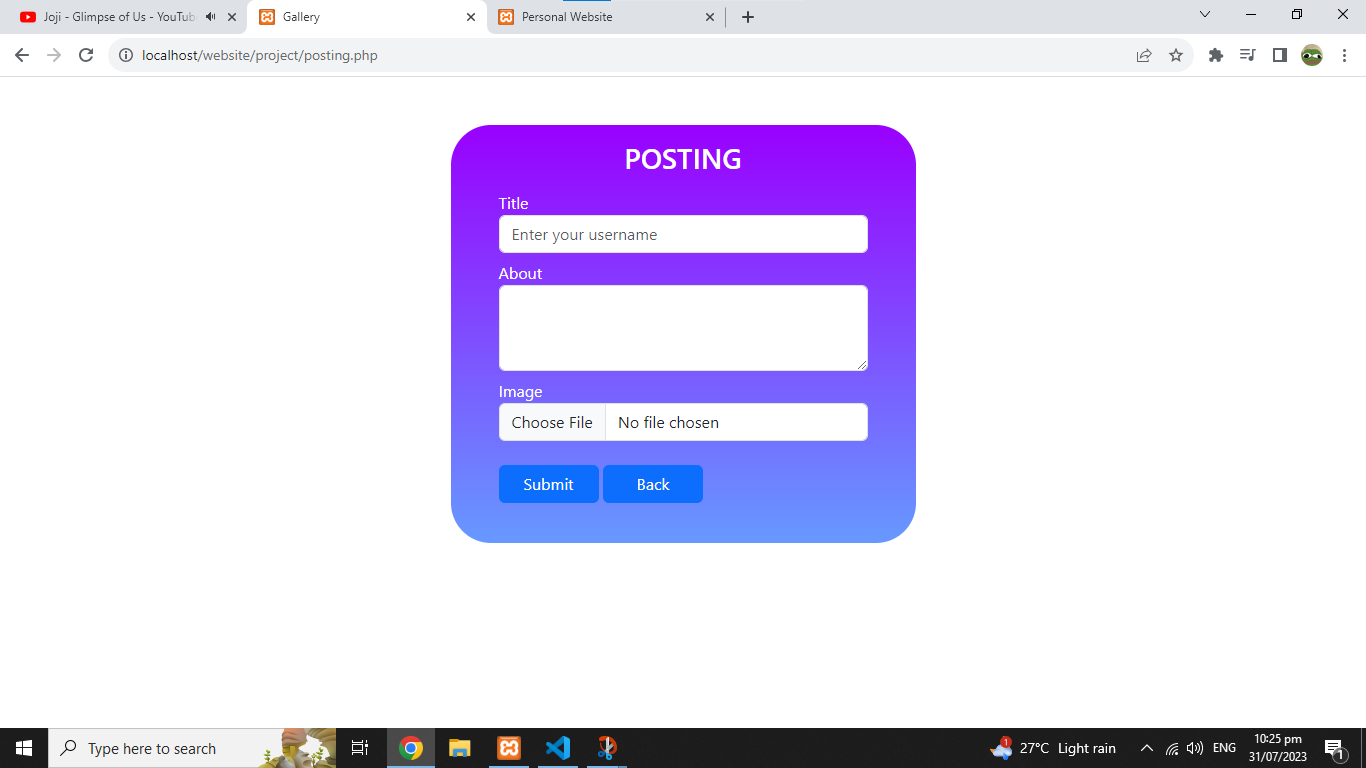 Joji - Glimpse of Us - YouTub
Gallery
Personal Website
localhost/website/project/posting.php
POSTING
Title
Enter your username
About
Image
Choose File No file chosen
Submit Back
Type here to search
27°C Light rain
ENG
10:25 pm
31/07/2023
1
1